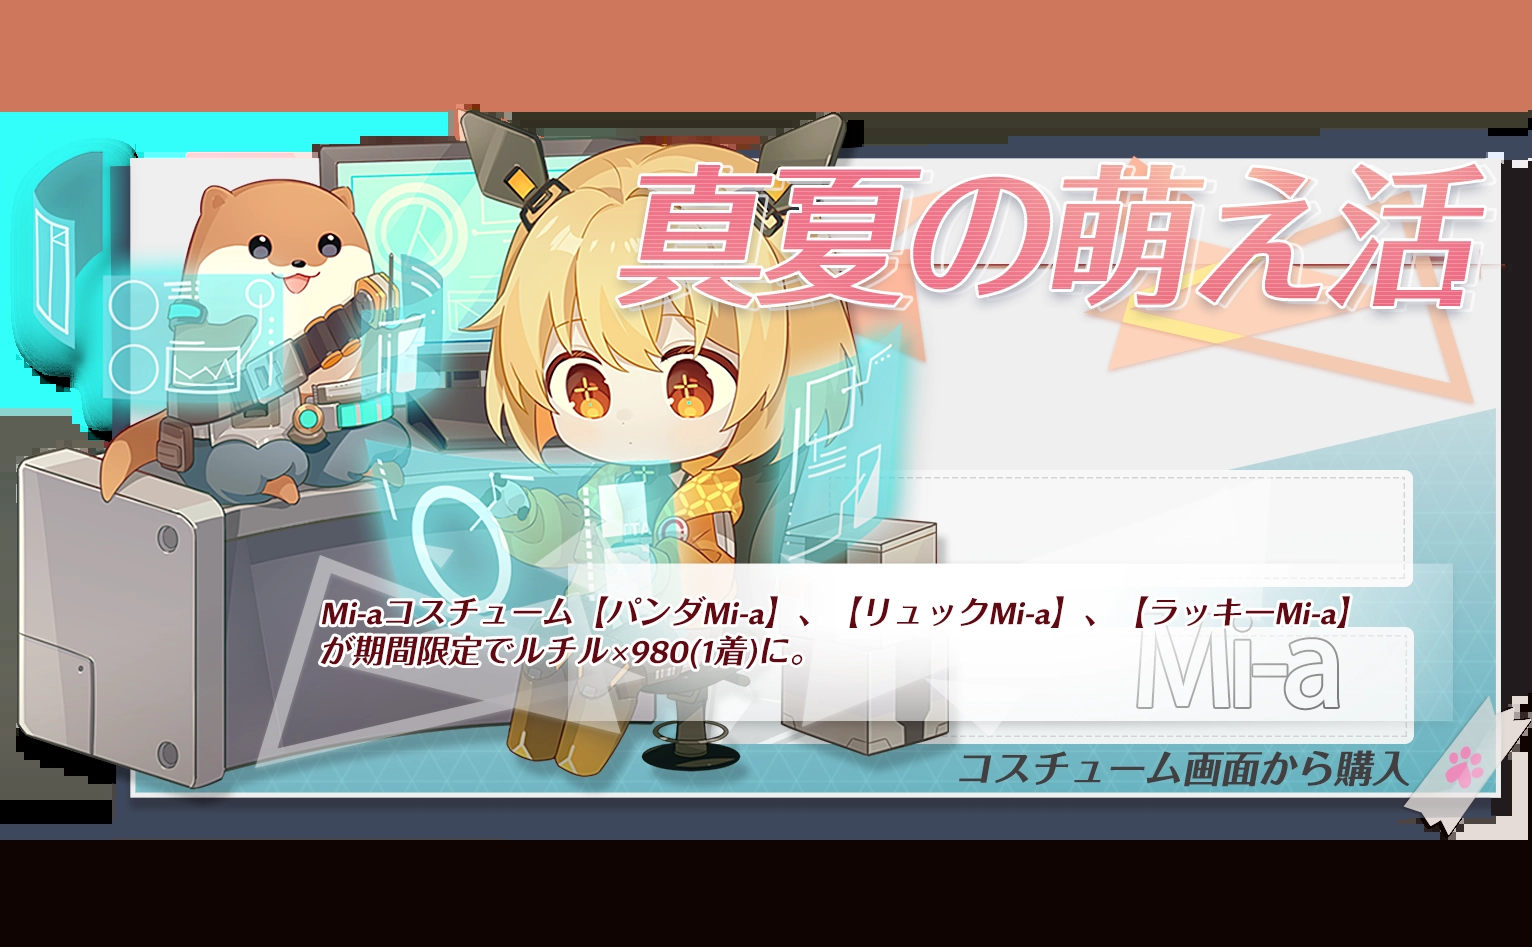 真夏の萌え活
Mi-aコスチューム【パンダMi-a】、【リュックMi-a】、【ラッキーMi-a】
が期間限定でルチル×980(1着)に。
Mi-a
コスチューム画面から購入